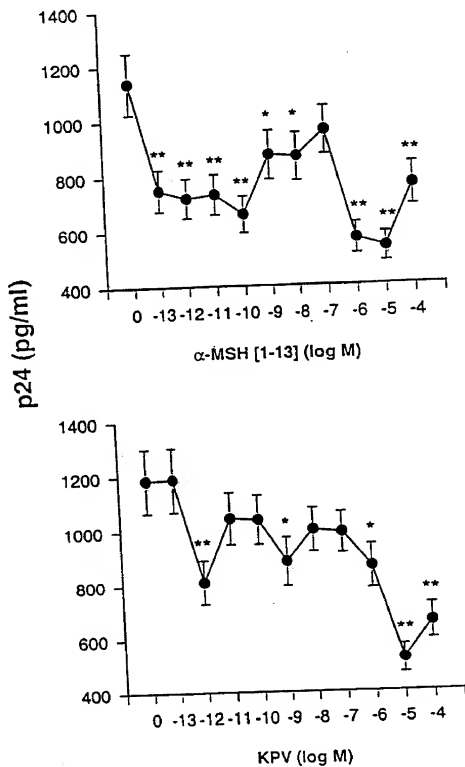 1400
1200
1000
800
600
400
** ** ** ** * * ** ** **
0 -13 -12 -11 -10 -9 -8 -7 -6 -5 -4
α-MSH [1-13] (log M)
p24 (pg/ml)
1400
1200
1000
800
600
400
** * * ** **
0 -13 -12 -11 -10 -9 -8 -7 -6 -5 -4
KPV (log M)